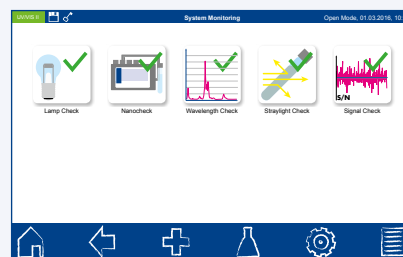 UV/VIS II System Monitoring Open Mode, 01.03.2016, 10:
S/N
Lamp Check Nanocheck Wavelength Check Straylight Check Signal Check